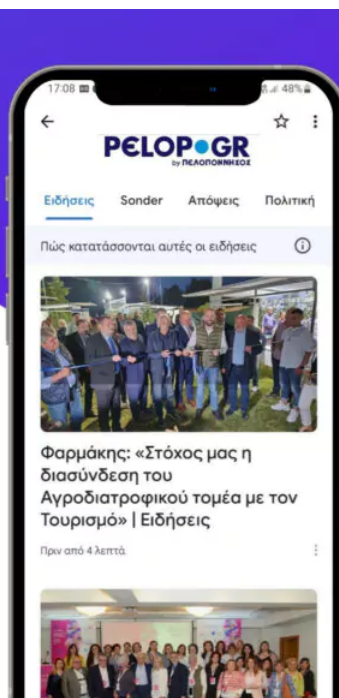 17:08
48%
PELOP GR
by ΠΕΛΟΠΟΝΝΗΣΟΣ
Ειδήσεις Sonder Απόψεις Πολιτική
Πώς κατατάσσονται αυτές οι ειδήσεις
Φαρμάκης: «Στόχος μας η
διασύνδεση του
Αγροδιατροφικού τομέα με τον
Τουρισμό» | Ειδήσεις
Πριν από 4 λεπτά